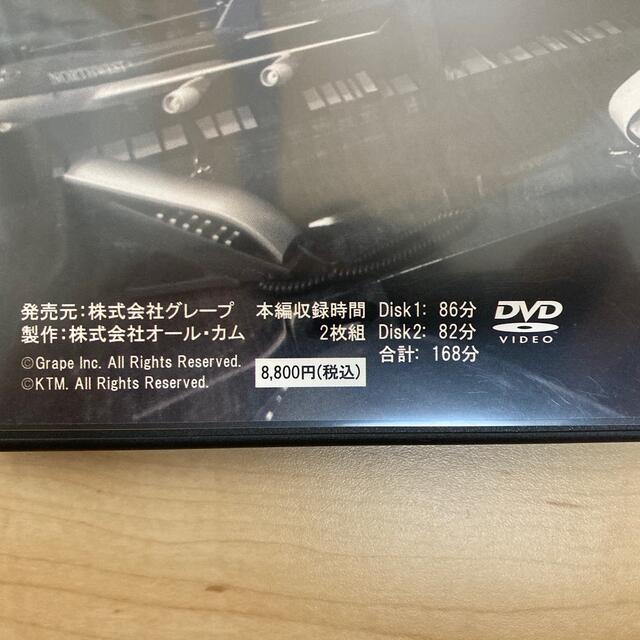 NORTHWEST
発売元:株式会社グレープ 本編収録時間 Disk1: 86分
製作:株式会社オール・カム 2枚組 Disk2: 82分
合計: 168分
©Grape Inc. All Rights Reserved.
©KTM. All Rights Reserved.
8,800円(税込)
DVD
VIDEO